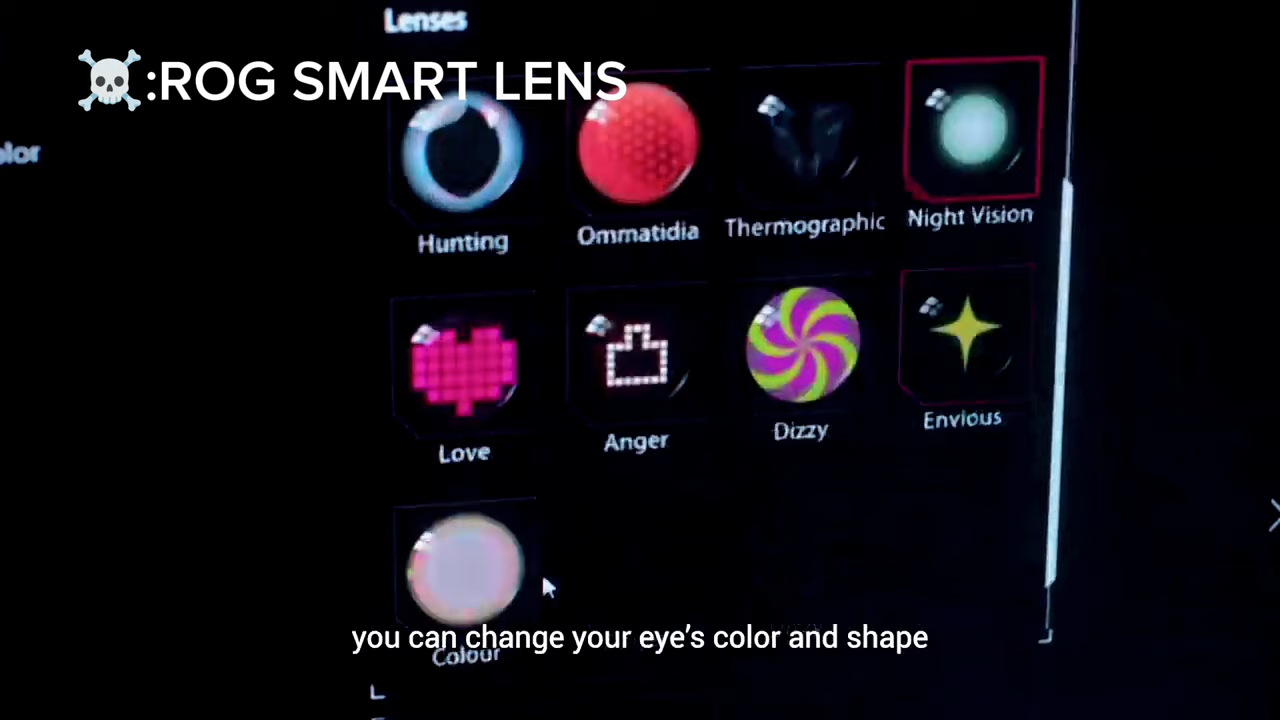 Lenses
☠️:ROG SMART LENS
olor
Hunting
Ommatidia
Thermographic
Night Vision
Love
Anger
Dizzy
Envious
Colour
you can change your eye’s color and shape